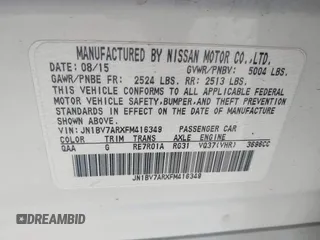 MANUFACTURED BY NISSAN MOTOR CO.,LTD.
DATE: 08/15 GVWR/PNBV: 5004 LBS.
GAWR/PNBE FR: 2524 LBS. RR: 2513 LBS.
THIS VEHICLE CONFORMS TO ALL APPLICABLE
FEDERAL MOTOR VEHICLE SAFETY,BUMPER,AND THEFT
PREVENTION STANDARDS IN EFFECT ON THE DATE OF MANUFACTURE
SHOWN ABOVE.
VIN: JN1BV7ARXFM416349 PASSENGER CAR
COLOR TRIM TRANS AXLE ENGINE
QAA G RE7R01A RG31 VQ37(VHR) 3696CC
JN1BV7ARXFM416349
DREAMBID
dreambid.com